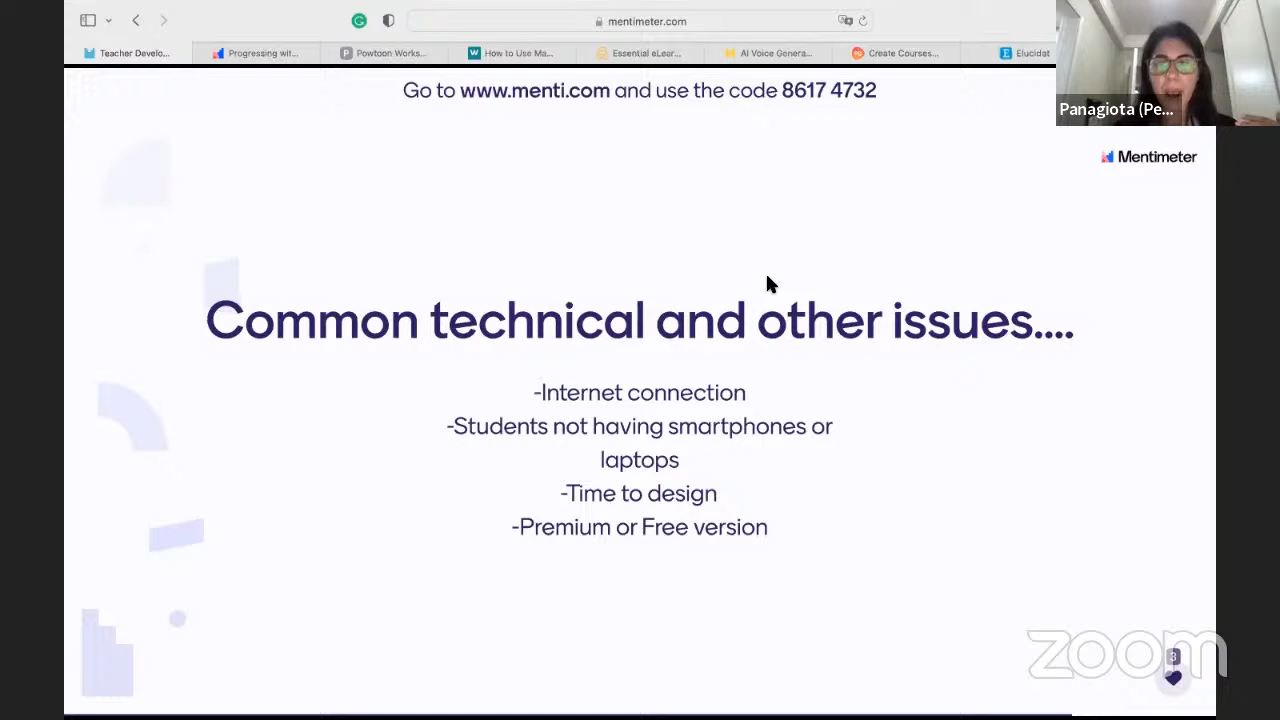 mentimeter.com
Teacher Develo...
Progressing wit...
Powtoon Works...
How to Use Ma...
Essential eLear...
AI Voice Genera...
Create Courses...
Elucidat
Go to www.menti.com and use the code 8617 4732
Panagiota (Pe...
Mentimeter
Common technical and other issues....
-Internet connection
-Students not having smartphones or
laptops
-Time to design
-Premium or Free version
zoom
3